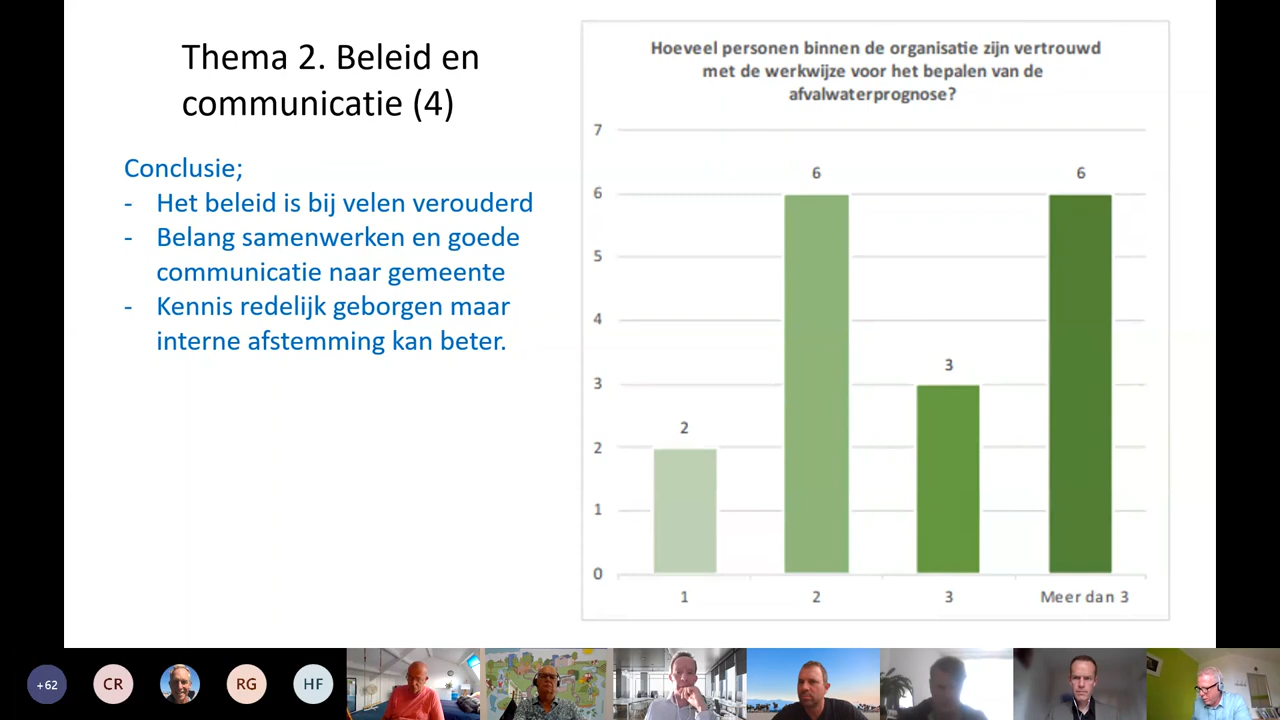 Thema 2. Beleid en
communicatie (4)
Conclusie;
- Het beleid is bij velen verouderd
- Belang samenwerken en goede
communicatie naar gemeente
- Kennis redelijk geborgen maar
interne afstemming kan beter.
Hoeveel personen binnen de organisatie zijn vertrouwd
met de werkwijze voor het bepalen van de
afvalwaterprognose?
7
6
5
4
3
2
1
0
2
6
3
6
1 2 3 Meer dan 3
+62 CR RG HF